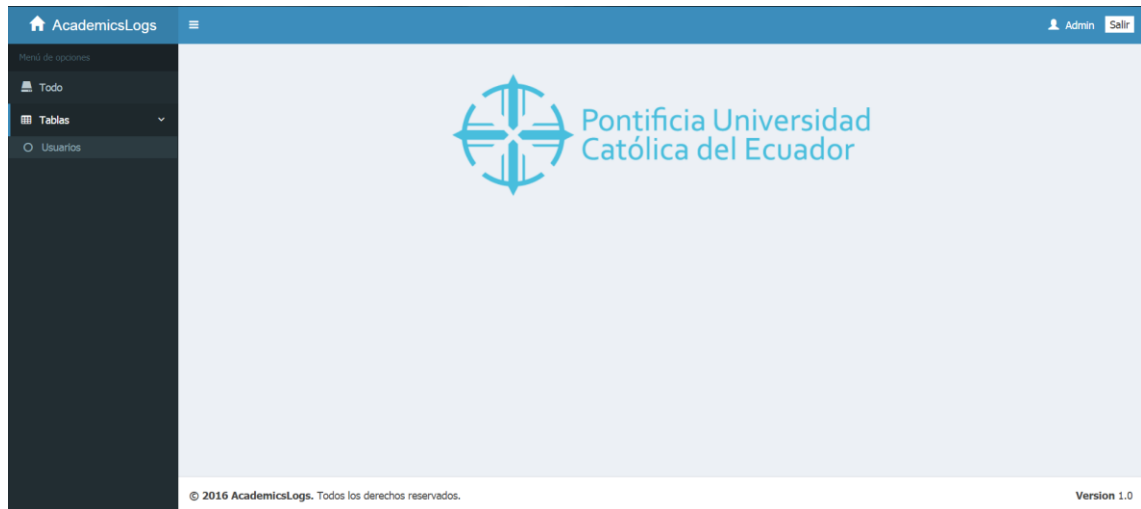 AcademicsLogs
Admin Salir
Menú de opciones
Todo
Tablas
Usuarios
Pontificia Universidad
Católica del Ecuador
© 2016 AcademicsLogs. Todos los derechos reservados.
Version 1.0